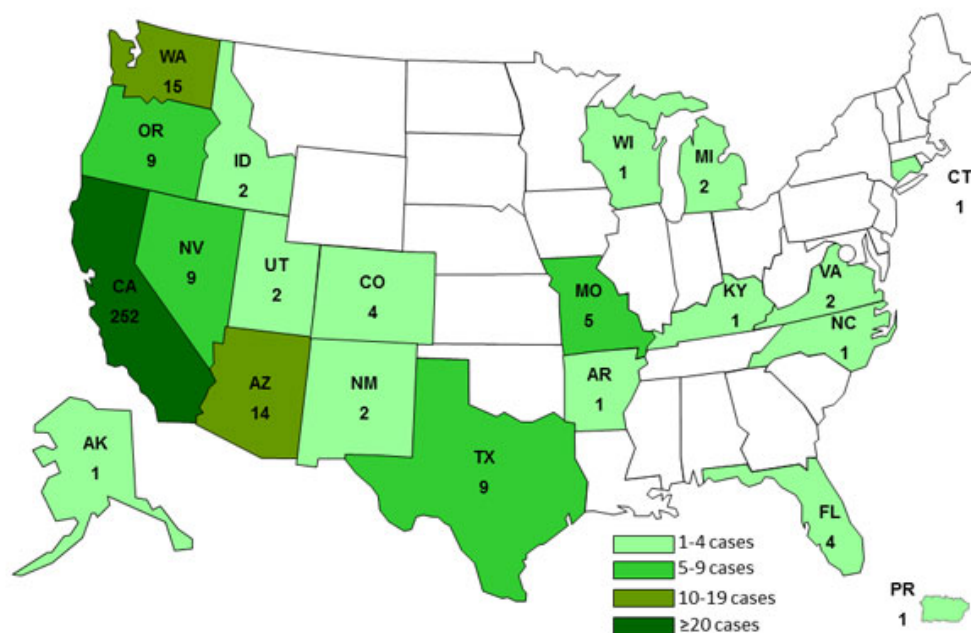 WA
15
OR
9
ID
2
WI
1
MI
2
CT
1
NV
9
UT
2
CO
4
CA
252
MO
5
KY
1
VA
2
NC
1
AZ
14
NM
2
AR
1
AK
1
TX
9
FL
4
1-4 cases
5-9 cases
10-19 cases
≥20 cases
PR
1